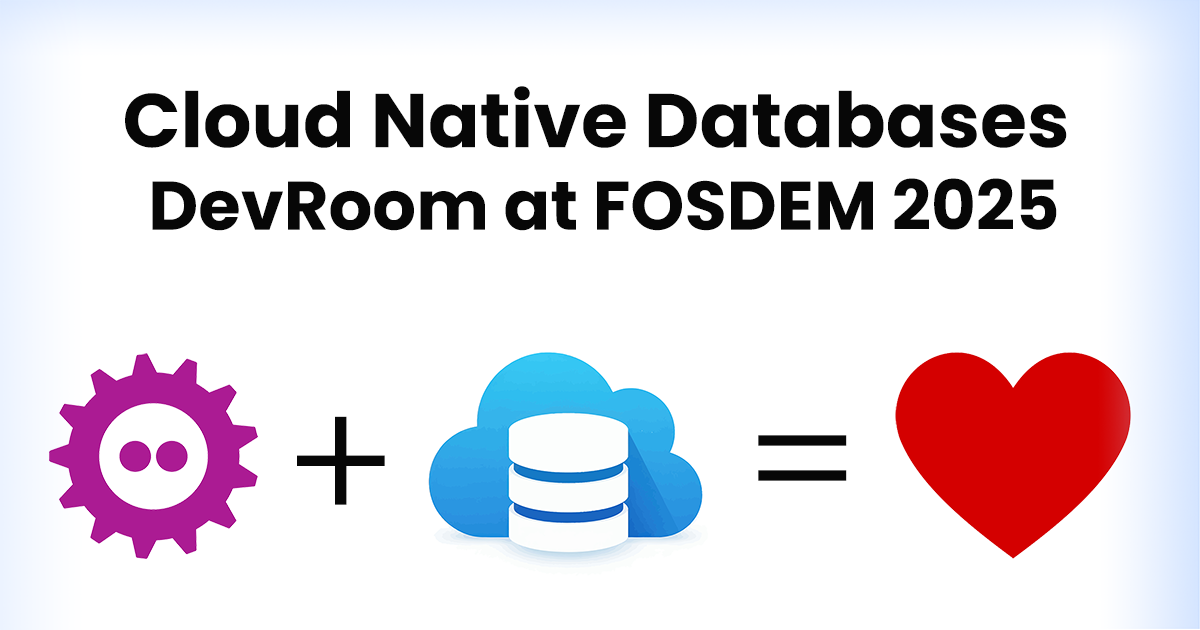 Cloud Native Databases
DevRoom at FOSDEM 2025
+ =